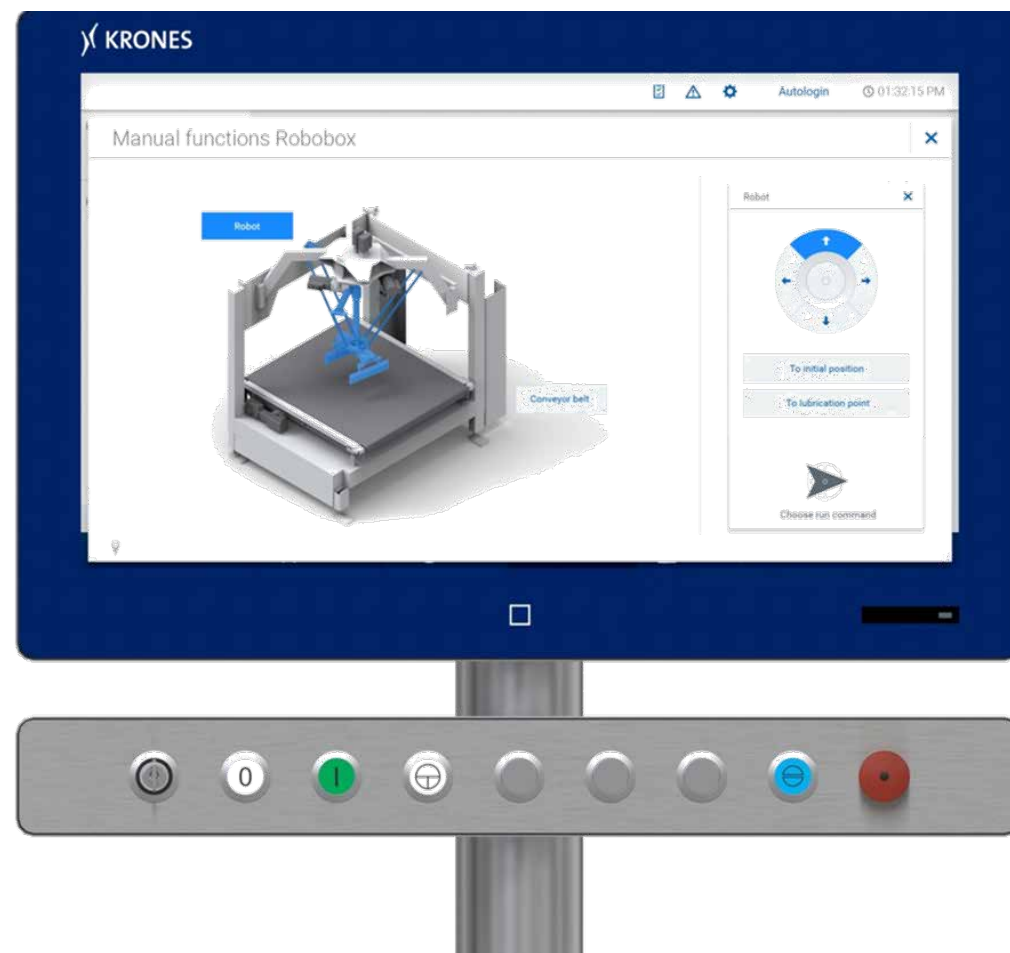 KRONES
Autologin 01:32:15 PM
Manual functions Robobox
Robot
Robot
Conveyor belt
To initial position
To lubrication point
Choose run command
0
I